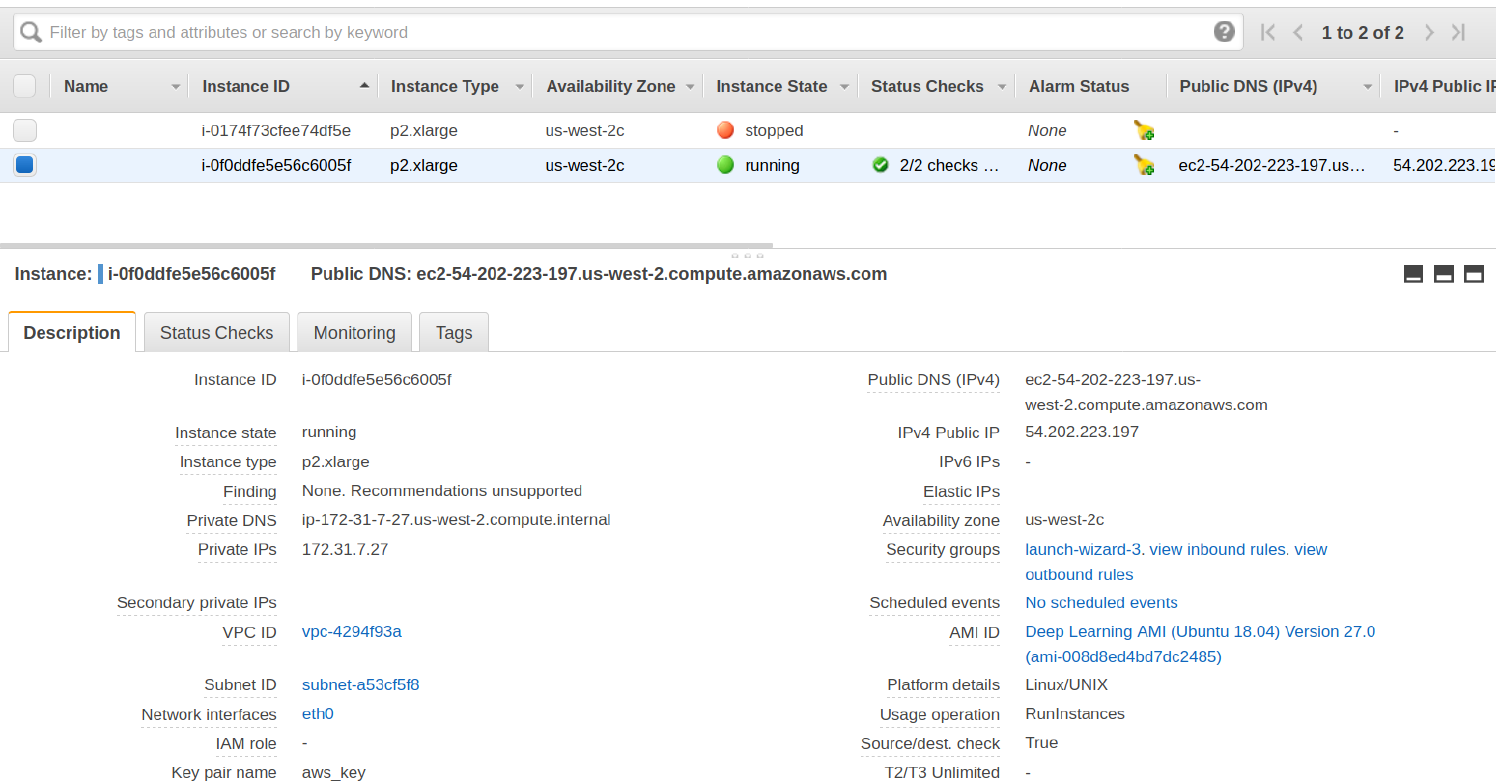 Filter by tags and attributes or search by keyword 1 to 2 of 2
Name Instance ID Instance Type Availability Zone Instance State Status Checks Alarm Status Public DNS (IPv4) IPv4 Public IP
i-0174f73cfee74df5e p2.xlarge us-west-2c stopped None -
i-0f0ddfe5e56c6005f p2.xlarge us-west-2c running 2/2 checks … None ec2-54-202-223-197.us… 54.202.223.19
Instance: i-0f0ddfe5e56c6005f Public DNS: ec2-54-202-223-197.us-west-2.compute.amazonaws.com
Description Status Checks Monitoring Tags
Instance ID i-0f0ddfe5e56c6005f Public DNS (IPv4) ec2-54-202-223-197.us-
west-2.compute.amazonaws.com
Instance state running IPv4 Public IP 54.202.223.197
Instance type p2.xlarge IPv6 IPs -
Finding None. Recommendations unsupported Elastic IPs
Private DNS ip-172-31-7-27.us-west-2.compute.internal Availability zone us-west-2c
Private IPs 172.31.7.27 Security groups launch-wizard-3. view inbound rules. view
outbound rules
Secondary private IPs Scheduled events No scheduled events
VPC ID vpc-4294f93a AMI ID Deep Learning AMI (Ubuntu 18.04) Version 27.0
(ami-008d8ed4bd7dc2485)
Subnet ID subnet-a53cf5f8 Platform details Linux/UNIX
Network interfaces eth0 Usage operation RunInstances
IAM role - Source/dest. check True
Key pair name aws_key T2/T3 Unlimited -